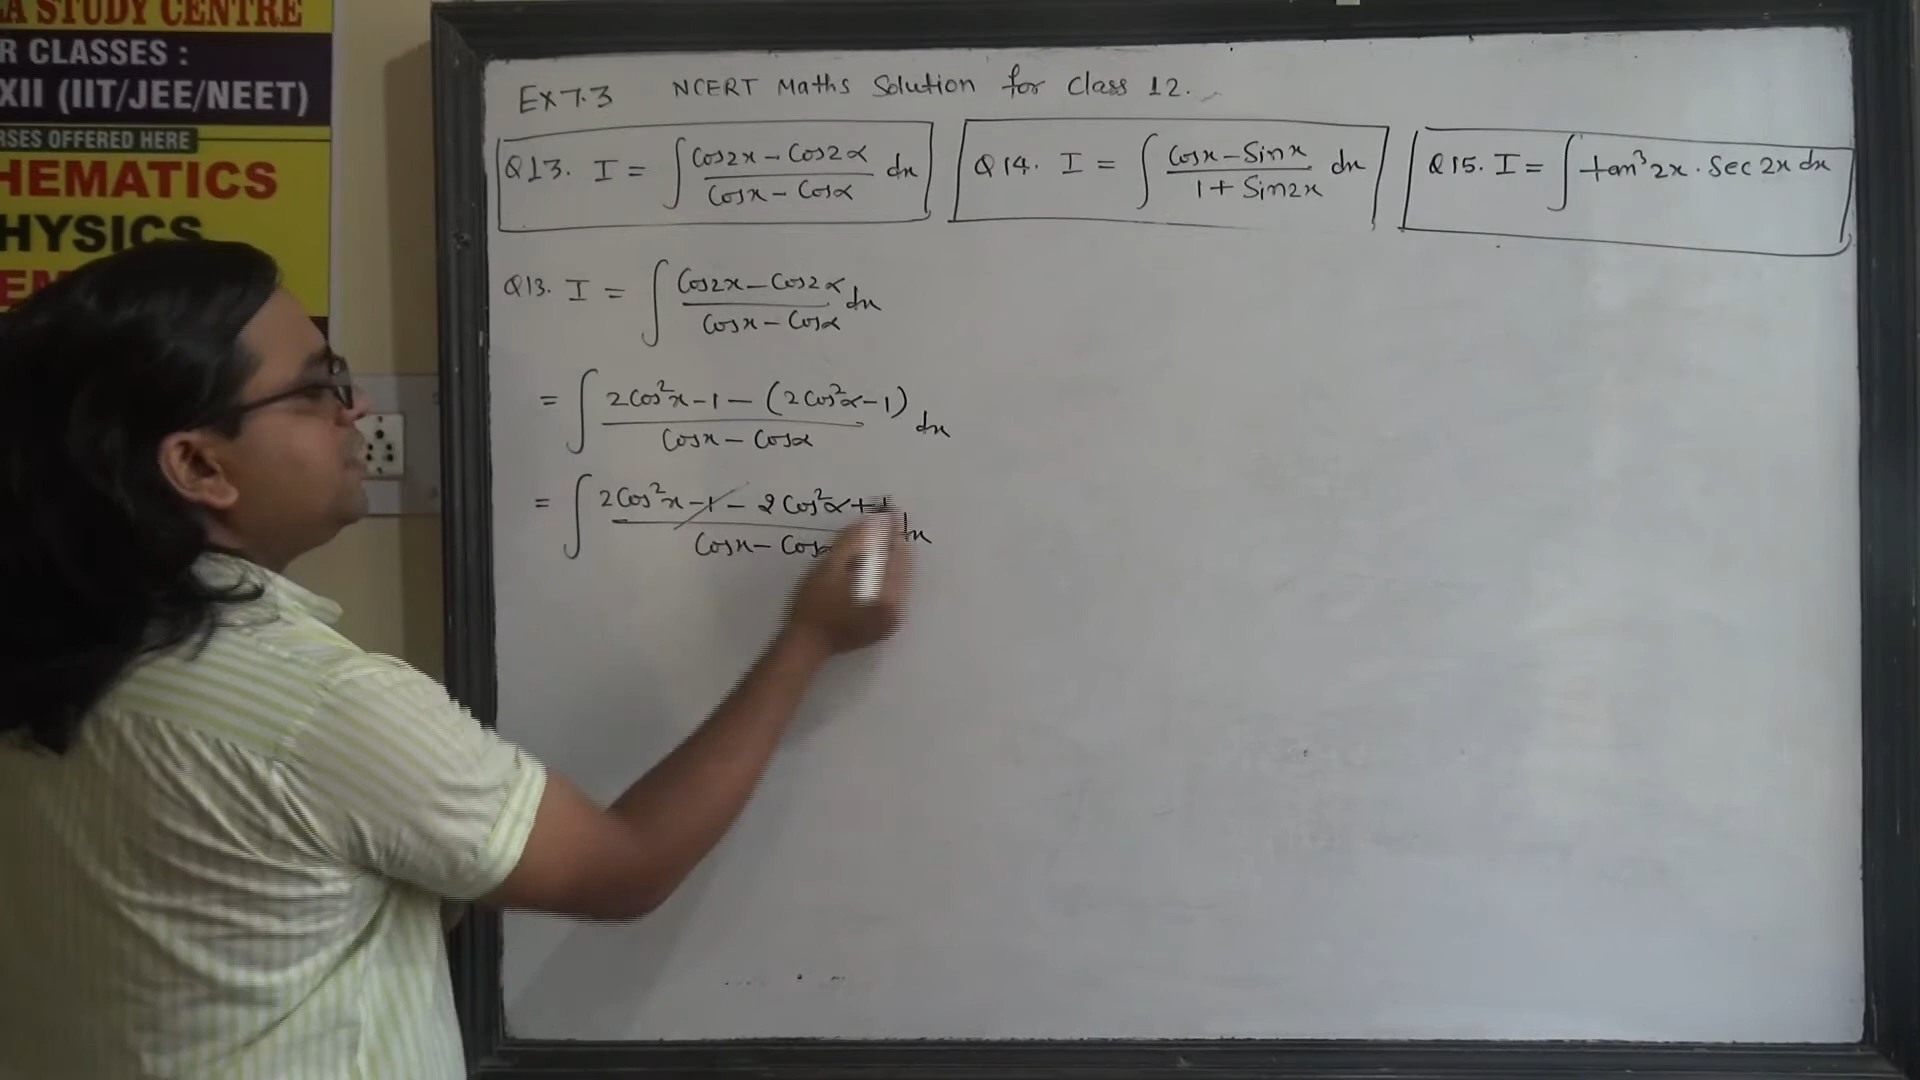 A STUDY CENTRE
R CLASSES :
XII (IIT/JEE/NEET)
RSES OFFERED HERE
HEMATICS
HYSICS
Ex 7.3 NCERT Maths Solution for Class 12.
Q13. I = ∫ (Cos2x - Cos2α)/(Cosx - Cosα) dx
Q14. I = ∫ (Cosx - Sinx)/(1 + Sin2x) dx
Q15. I = ∫ tan³2x . Sec 2x dx
Q13. I = ∫ (Cos2x - Cos2α)/(Cosx - Cosα) dx
= ∫ (2Cos²x - 1 - (2Cos²α - 1))/(Cosx - Cosα) dx
= ∫ (2Cos²x - 1 - 2Cos²α + 1)/(Cosx - Cosα) dx